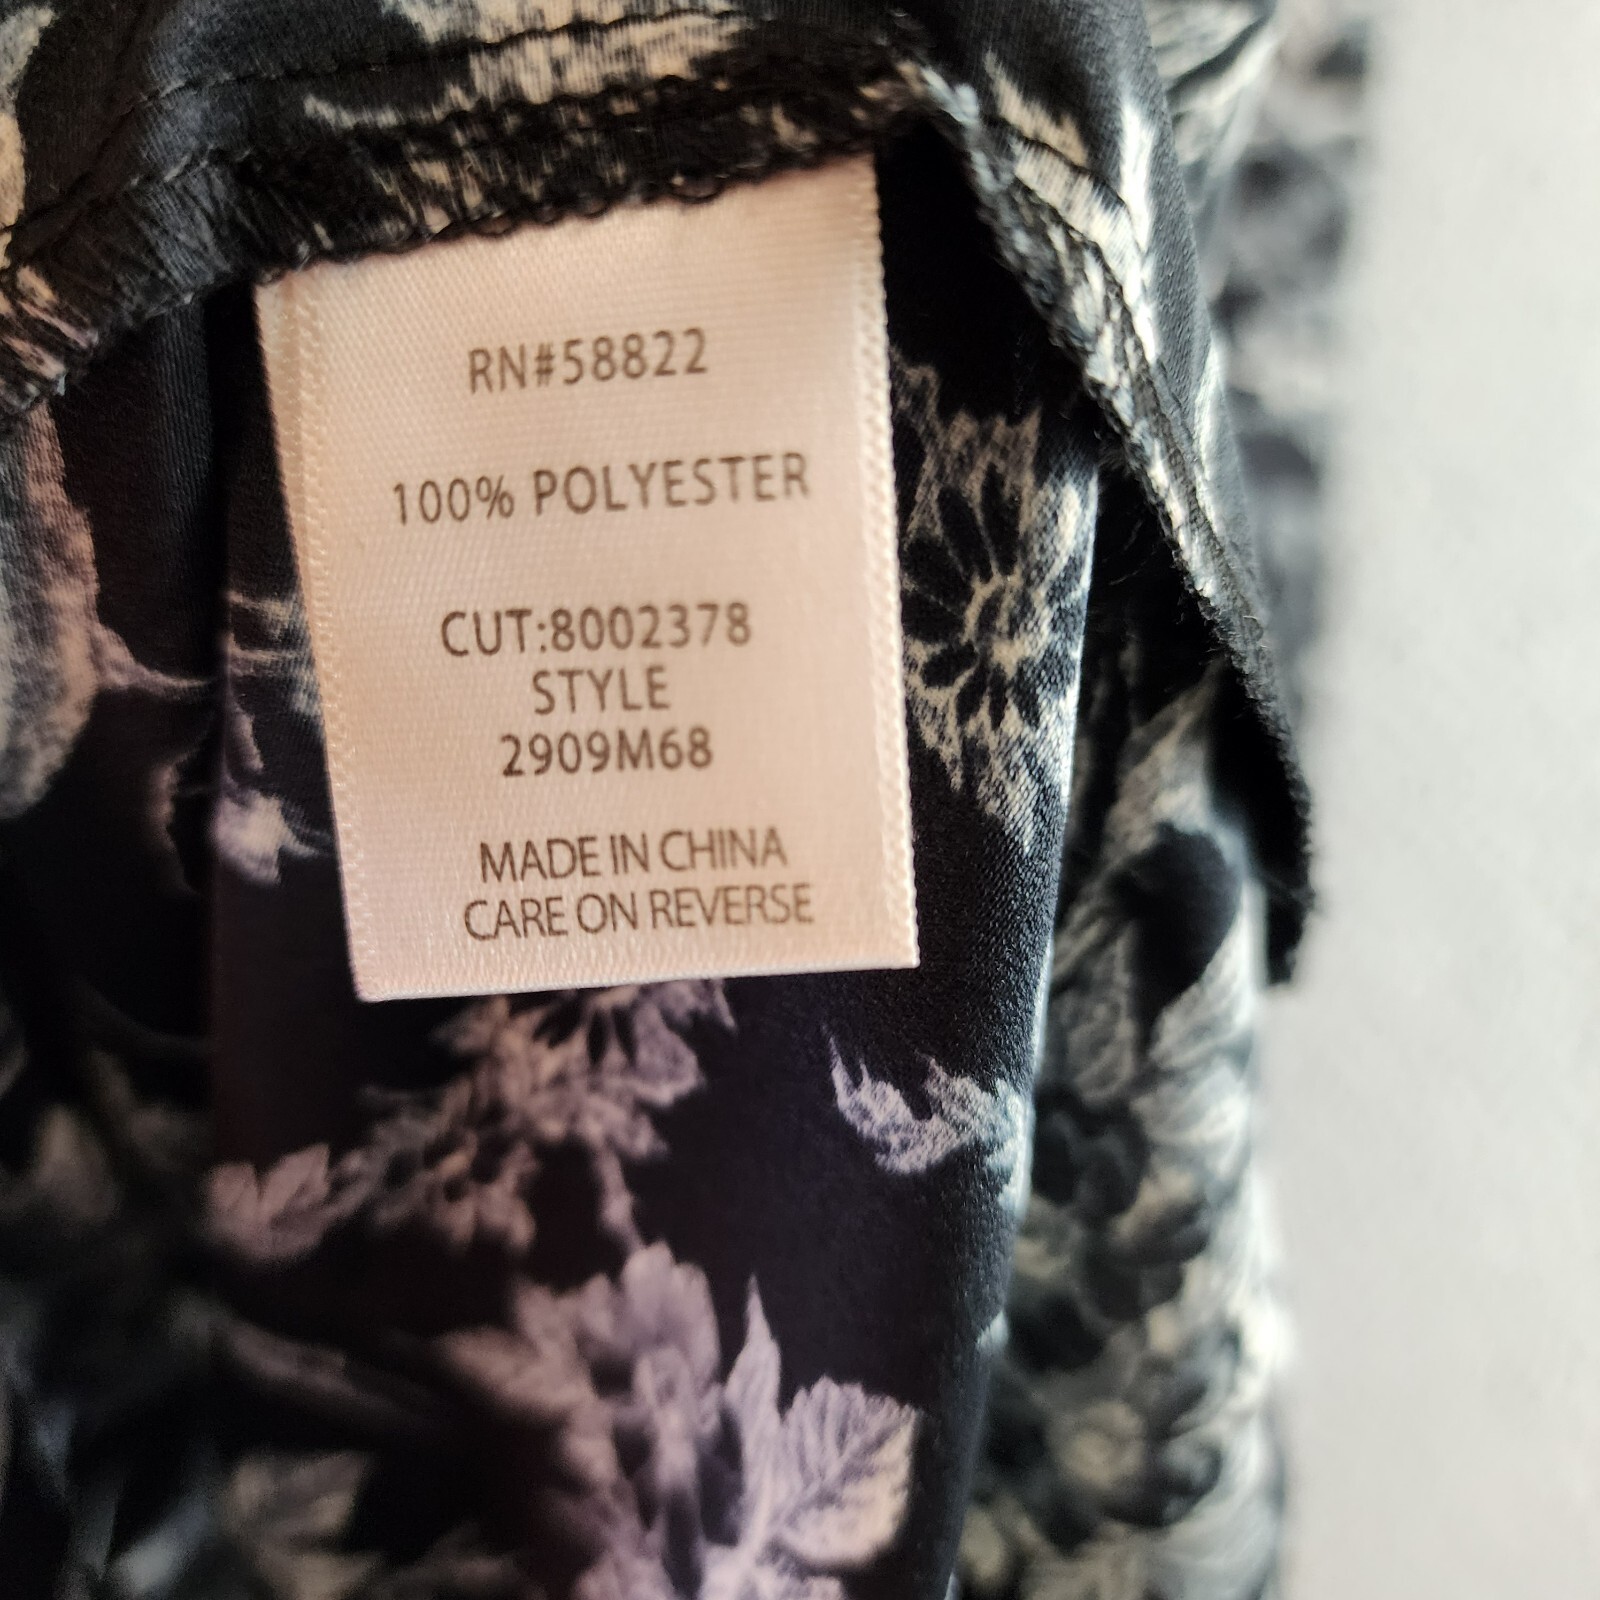 RN#58822
100% POLYESTER
CUT:8002378
STYLE
2909M68
MADE IN CHINA
CARE ON REVERSE